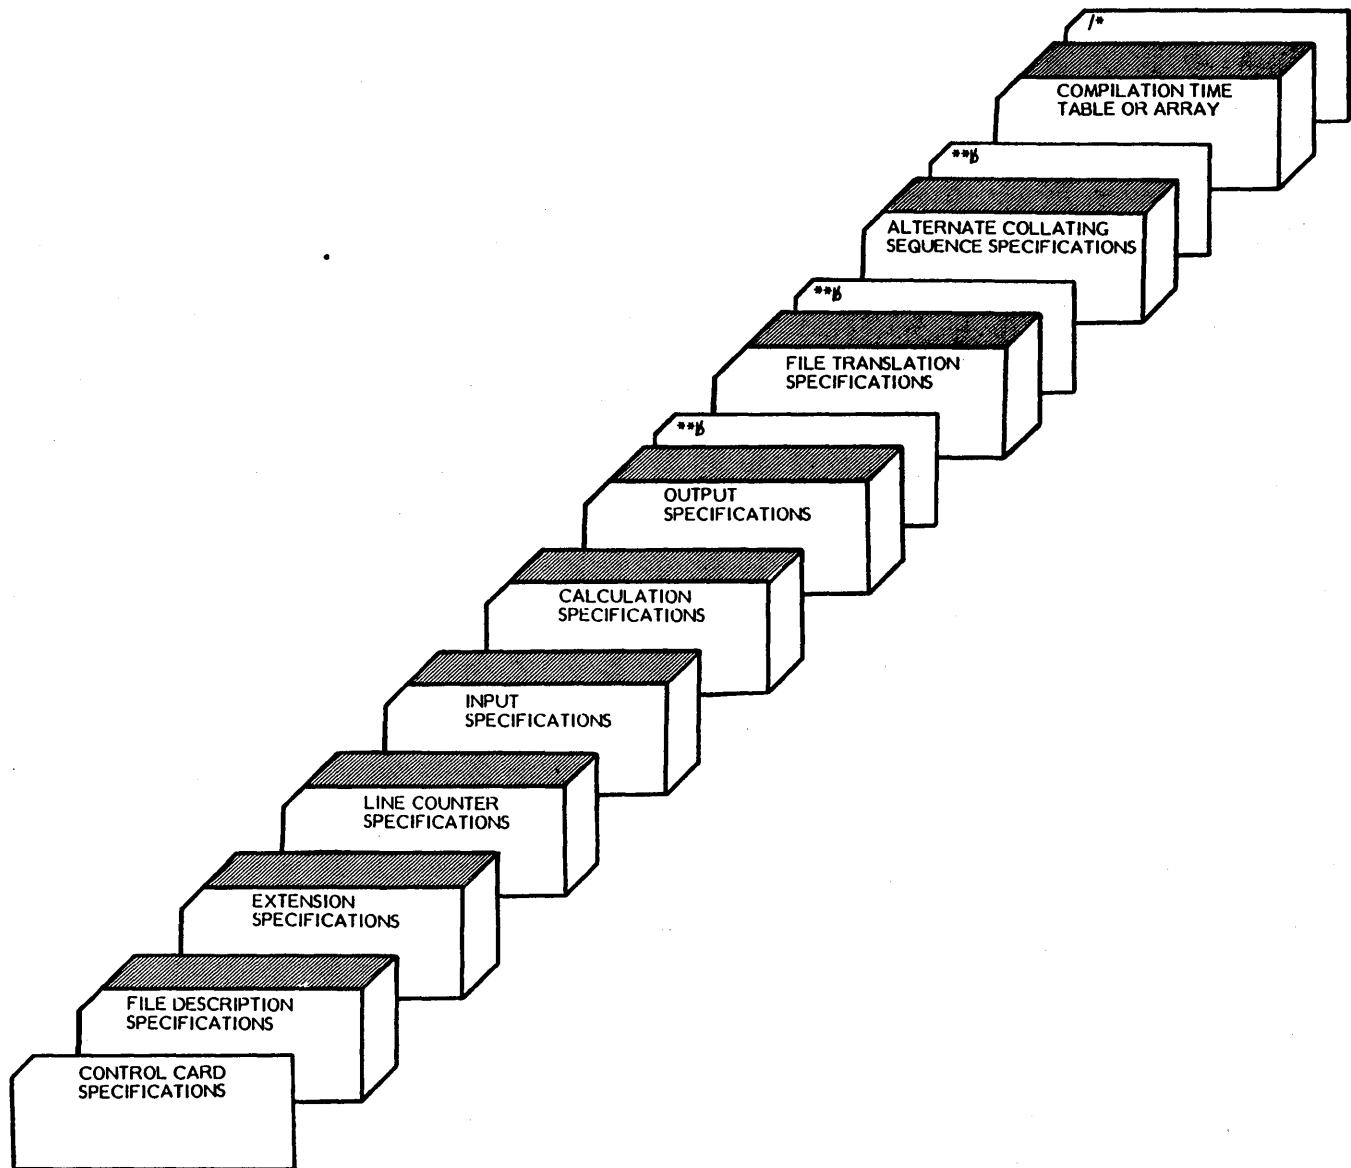 /*
COMPILATION TIME
TABLE OR ARRAY
**ƀ
ALTERNATE COLLATING
SEQUENCE SPECIFICATIONS
**ƀ
FILE TRANSLATION
SPECIFICATIONS
**ƀ
OUTPUT
SPECIFICATIONS
CALCULATION
SPECIFICATIONS
INPUT
SPECIFICATIONS
LINE COUNTER
SPECIFICATIONS
EXTENSION
SPECIFICATIONS
FILE DESCRIPTION
SPECIFICATIONS
CONTROL CARD
SPECIFICATIONS